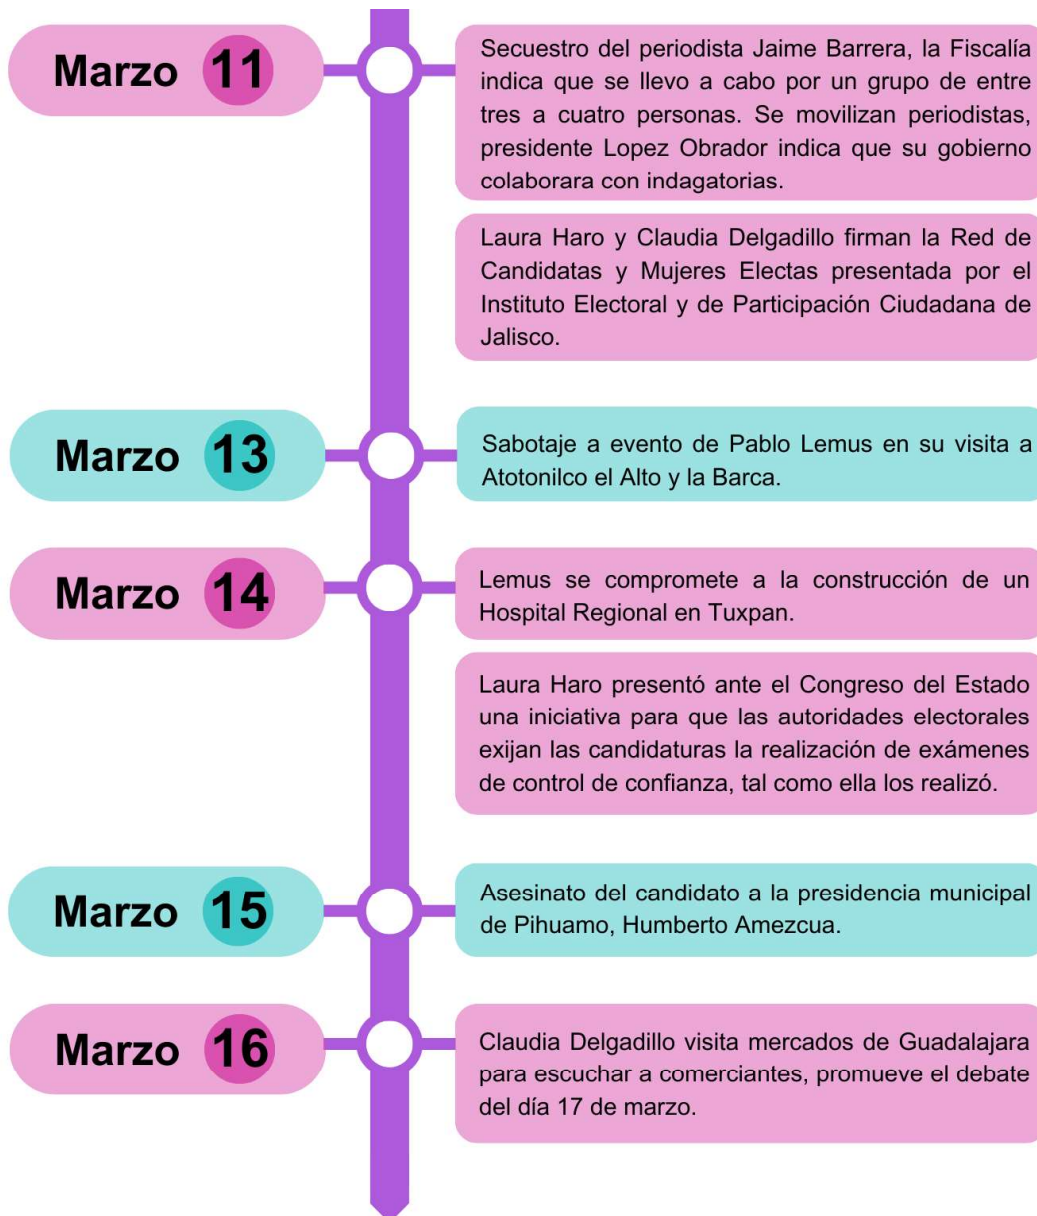 Marzo 11
Secuestro del periodista Jaime Barrera, la Fiscalía
indica que se llevo a cabo por un grupo de entre
tres a cuatro personas. Se movilizan periodistas,
presidente Lopez Obrador indica que su gobierno
colaborara con indagatorias.
Laura Haro y Claudia Delgadillo firman la Red de
Candidatas y Mujeres Electas presentada por el
Instituto Electoral y de Participación Ciudadana de
Jalisco.
Marzo 13
Sabotaje a evento de Pablo Lemus en su visita a
Atotonilco el Alto y la Barca.
Marzo 14
Lemus se compromete a la construcción de un
Hospital Regional en Tuxpan.
Laura Haro presentó ante el Congreso del Estado
una iniciativa para que las autoridades electorales
exijan las candidaturas la realización de exámenes
de control de confianza, tal como ella los realizó.
Marzo 15
Asesinato del candidato a la presidencia municipal
de Pihuamo, Humberto Amezcua.
Marzo 16
Claudia Delgadillo visita mercados de Guadalajara
para escuchar a comerciantes, promueve el debate
del día 17 de marzo.